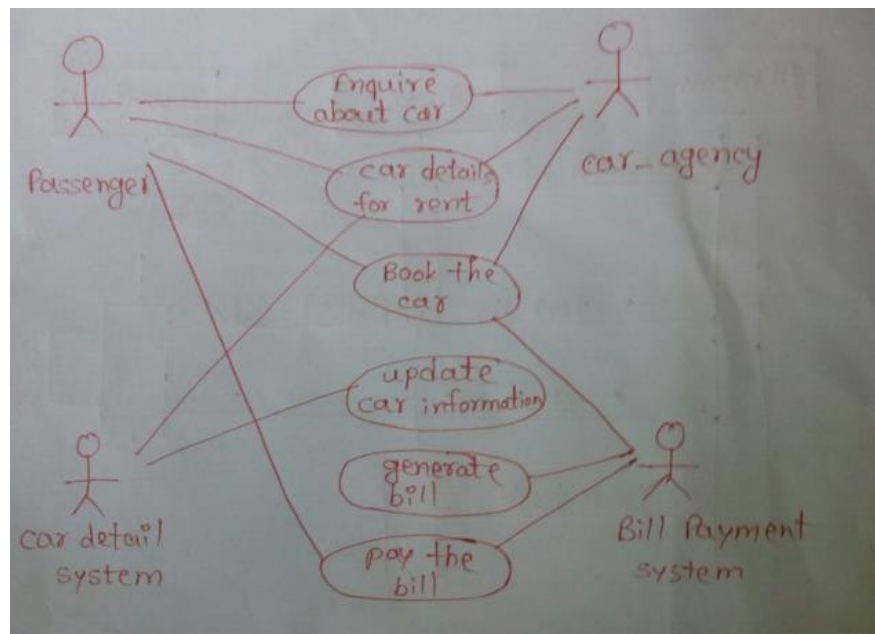 Enquire
about car
Passenger
car_agency
car details
for rent
Book the
car
update
car information
generate
bill
car detail
system
Bill Payment
system
pay the
bill